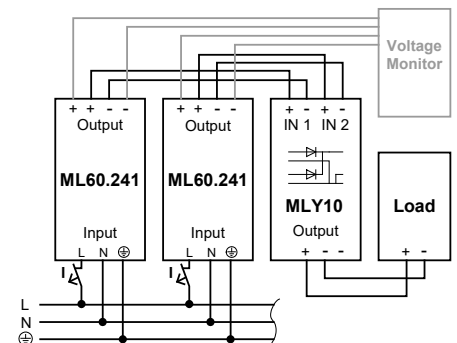 Voltage
Monitor
+ + - -
+ + - -
+ - + -
Output
Output
IN 1 IN 2
ML60.241
ML60.241
MLY10
Load
Input
Input
Output
L N ⏚
L N ⏚
+ - -
+ -
I
I
L
N
⏚